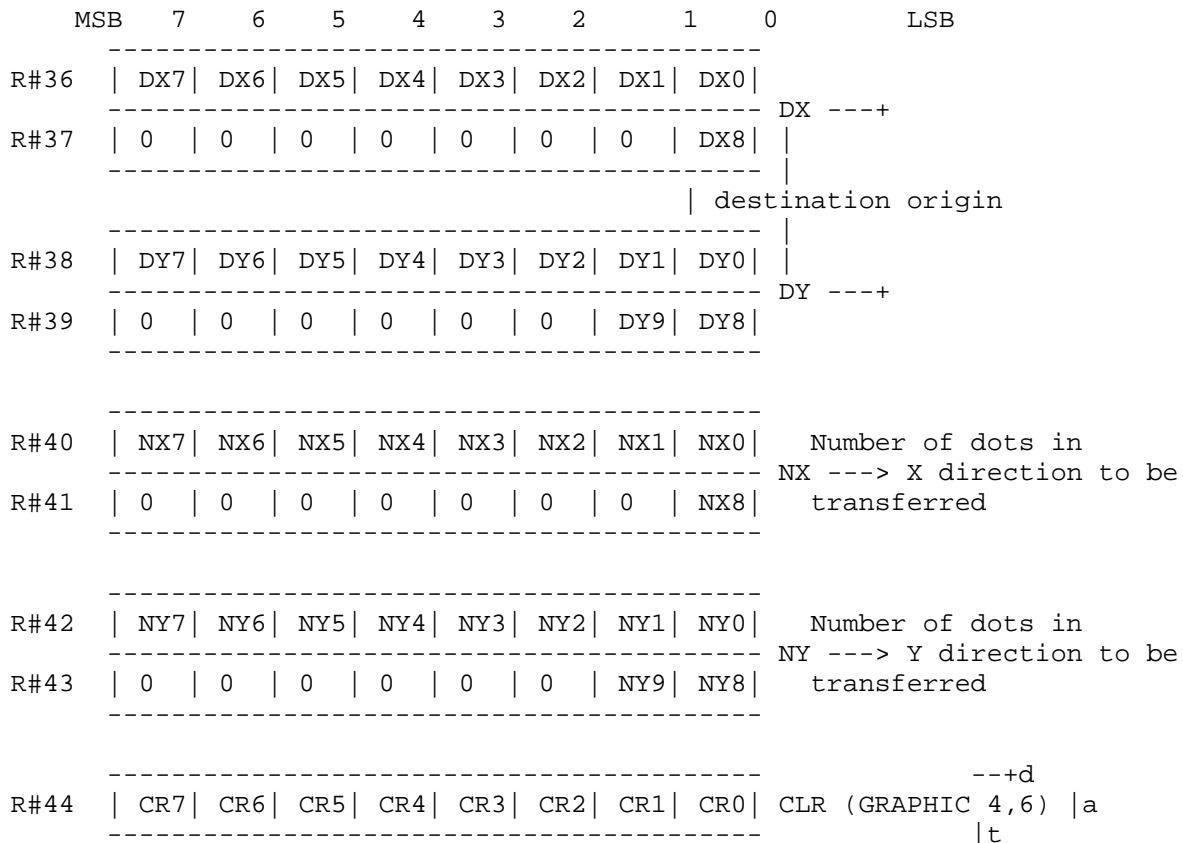 MSB   7    6    5    4    3    2      1    0        LSB
      -----------------------------------------
R#36  | DX7| DX6| DX5| DX4| DX3| DX2| DX1| DX0|
      ----------------------------------------- DX ---+
R#37  | 0  | 0  | 0  | 0  | 0  | 0  | 0  | DX8| |
      ----------------------------------------- |
                                          | destination origin
      ----------------------------------------- |
R#38  | DY7| DY6| DY5| DY4| DY3| DY2| DY1| DY0| |
      ----------------------------------------- DY ---+
R#39  | 0  | 0  | 0  | 0  | 0  | 0  | DY9| DY8|
      -----------------------------------------

      -----------------------------------------
R#40  | NX7| NX6| NX5| NX4| NX3| NX2| NX1| NX0|   Number of dots in
      ----------------------------------------- NX ---> X direction to be
R#41  | 0  | 0  | 0  | 0  | 0  | 0  | 0  | NX8|   transferred
      -----------------------------------------

      -----------------------------------------
R#42  | NY7| NY6| NY5| NY4| NY3| NY2| NY1| NY0|   Number of dots in
      ----------------------------------------- NY ---> Y direction to be
R#43  | 0  | 0  | 0  | 0  | 0  | 0  | NY9| NY8|   transferred
      -----------------------------------------

      -----------------------------------------             --+d
R#44  | CR7| CR6| CR5| CR4| CR3| CR2| CR1| CR0| CLR (GRAPHIC 4,6) |a
      -----------------------------------------             |t